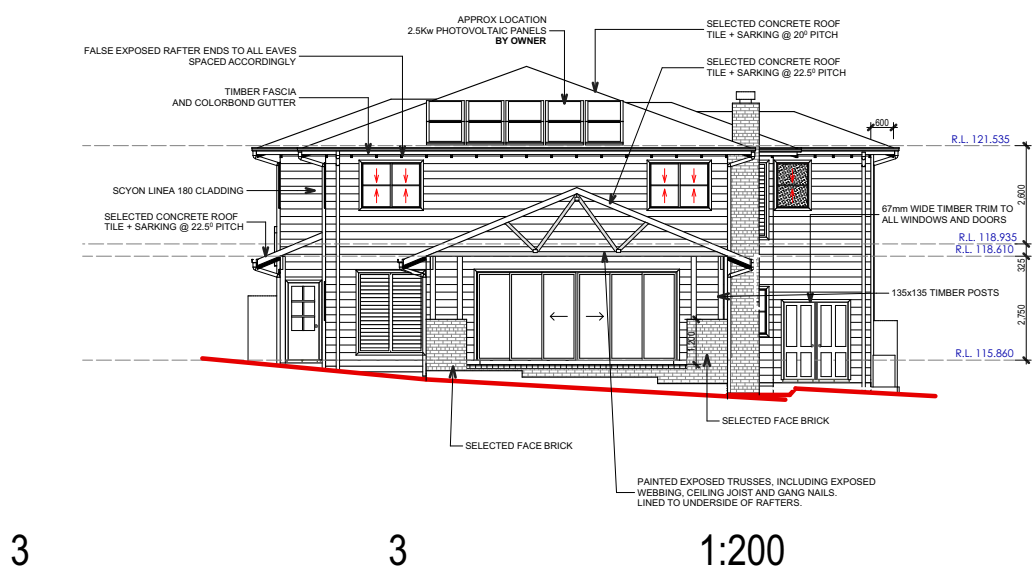 APPROX LOCATION
2.5Kw PHOTOVOLTAIC PANELS
BY OWNER
SELECTED CONCRETE ROOF
TILE + SARKING @ 20⁰ PITCH
FALSE EXPOSED RAFTER ENDS TO ALL EAVES
SPACED ACCORDINGLY
SELECTED CONCRETE ROOF
TILE + SARKING @ 22.5⁰ PITCH
TIMBER FASCIA
AND COLORBOND GUTTER
600
R.L. 121.535
SCYON LINEA 180 CLADDING
2,600
SELECTED CONCRETE ROOF
TILE + SARKING @ 22.5⁰ PITCH
67mm WIDE TIMBER TRIM TO
ALL WINDOWS AND DOORS
R.L. 118.935
R.L. 118.610
325
135x135 TIMBER POSTS
2,750
1,200
R.L. 115.860
SELECTED FACE BRICK
SELECTED FACE BRICK
PAINTED EXPOSED TRUSSES, INCLUDING EXPOSED
WEBBING, CEILING JOIST AND GANG NAILS.
LINED TO UNDERSIDE OF RAFTERS.
3
3
1:200